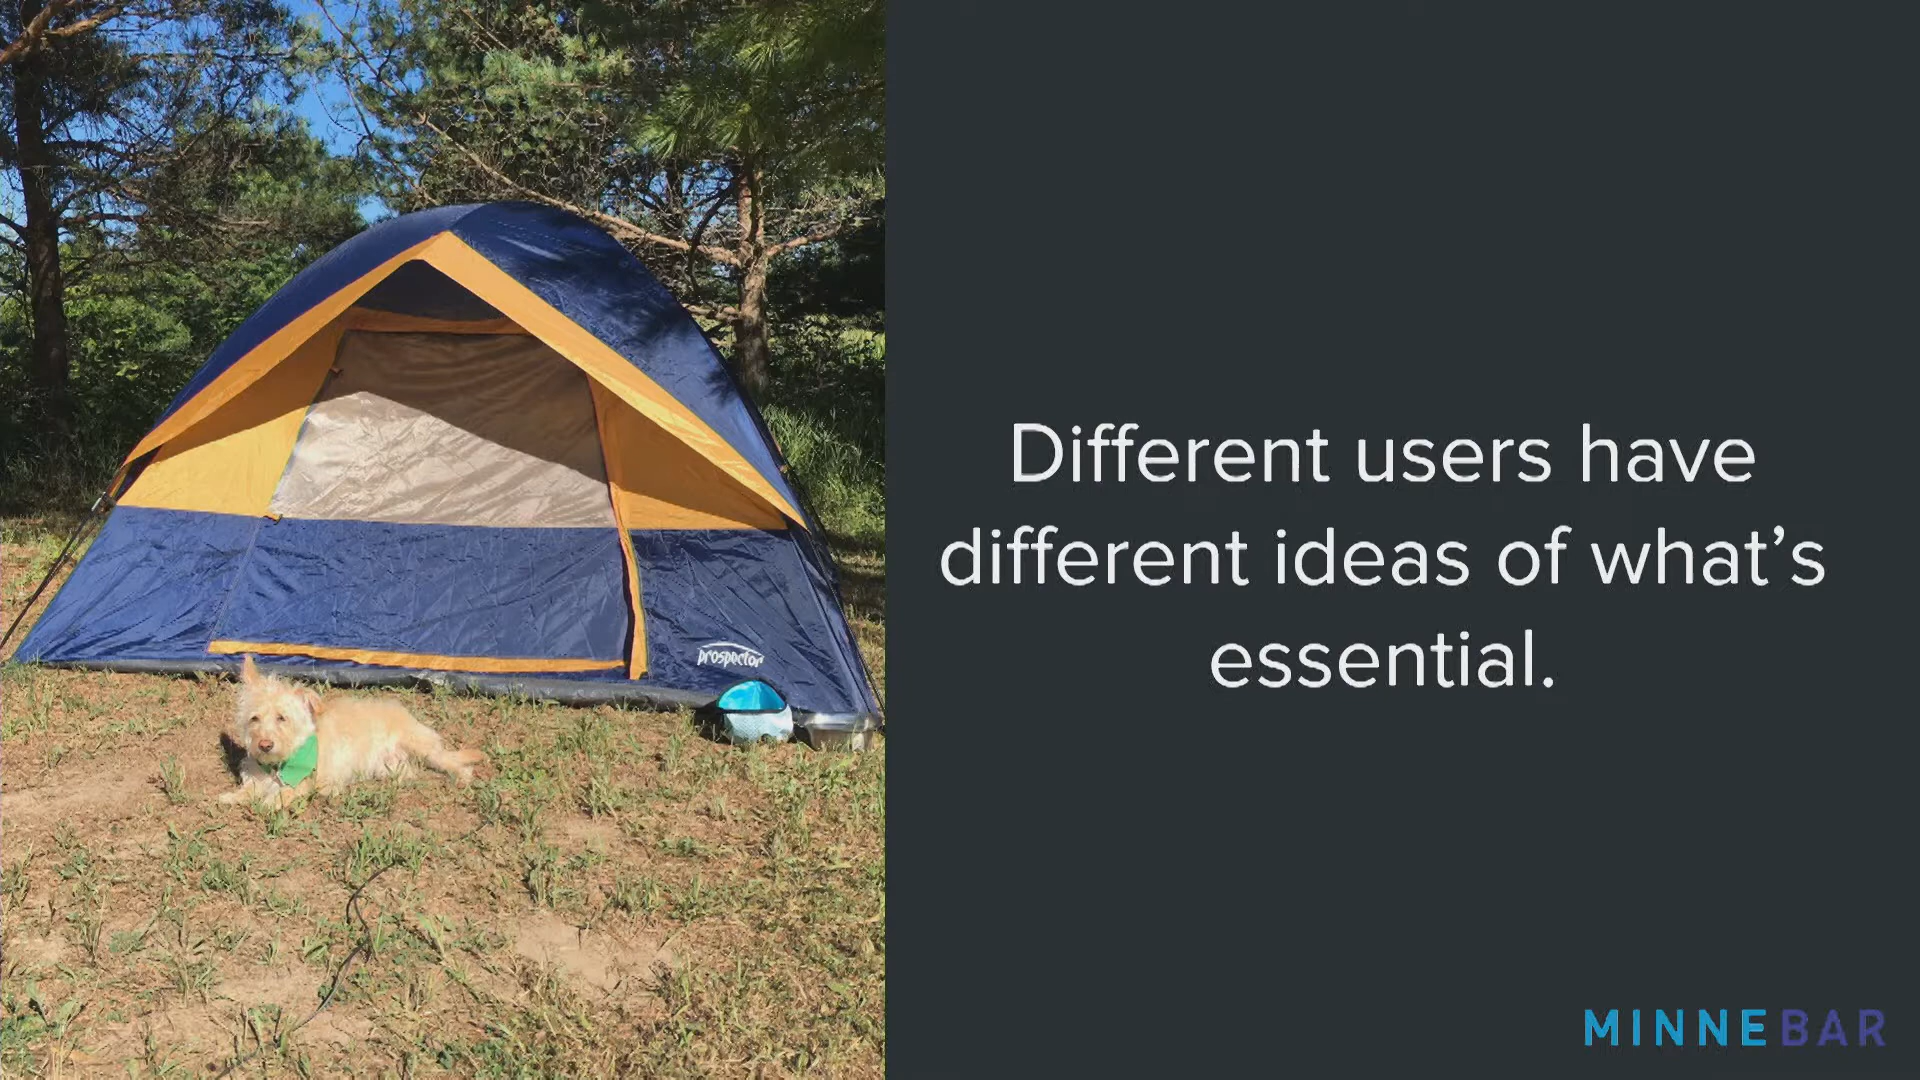 Different users have
different ideas of what’s
essential.
prospector
MINNEBAR